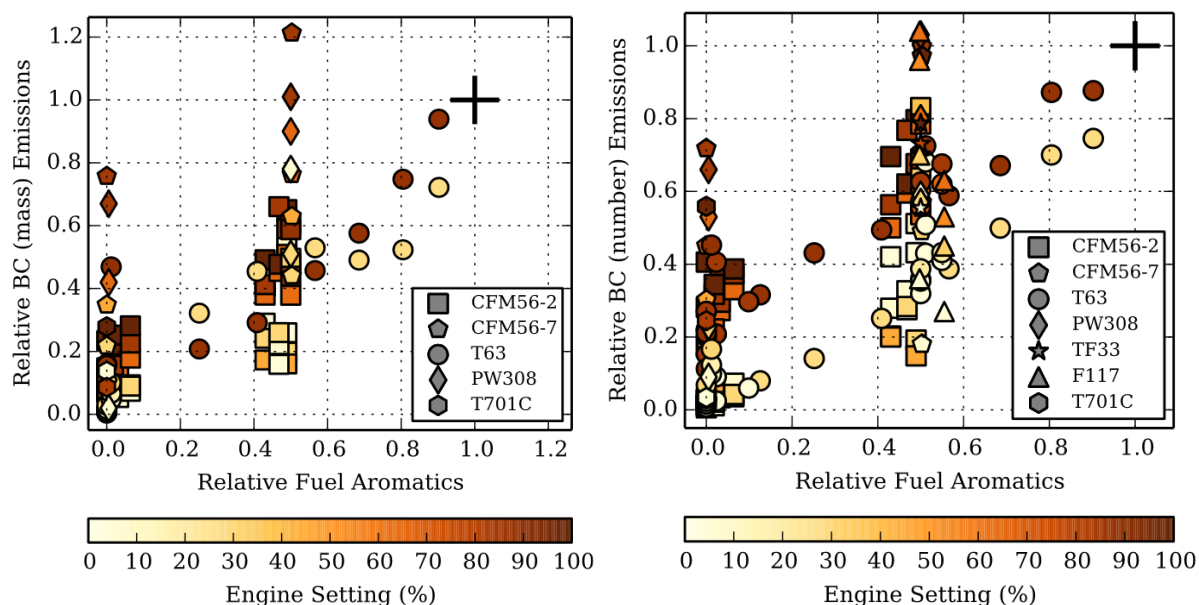 Relative BC (mass) Emissions
1.2
1.0
0.8
0.6
0.4
0.2
0.0
CFM56-2
CFM56-7
T63
PW308
T701C
0.0 0.2 0.4 0.6 0.8 1.0 1.2
Relative Fuel Aromatics
0 10 20 30 40 50 60 70 80 90 100
Engine Setting (%)
Relative BC (number) Emissions
1.0
0.8
0.6
0.4
0.2
0.0
CFM56-2
CFM56-7
T63
PW308
TF33
F117
T701C
0.0 0.2 0.4 0.6 0.8 1.0
Relative Fuel Aromatics
0 10 20 30 40 50 60 70 80 90 100
Engine Setting (%)